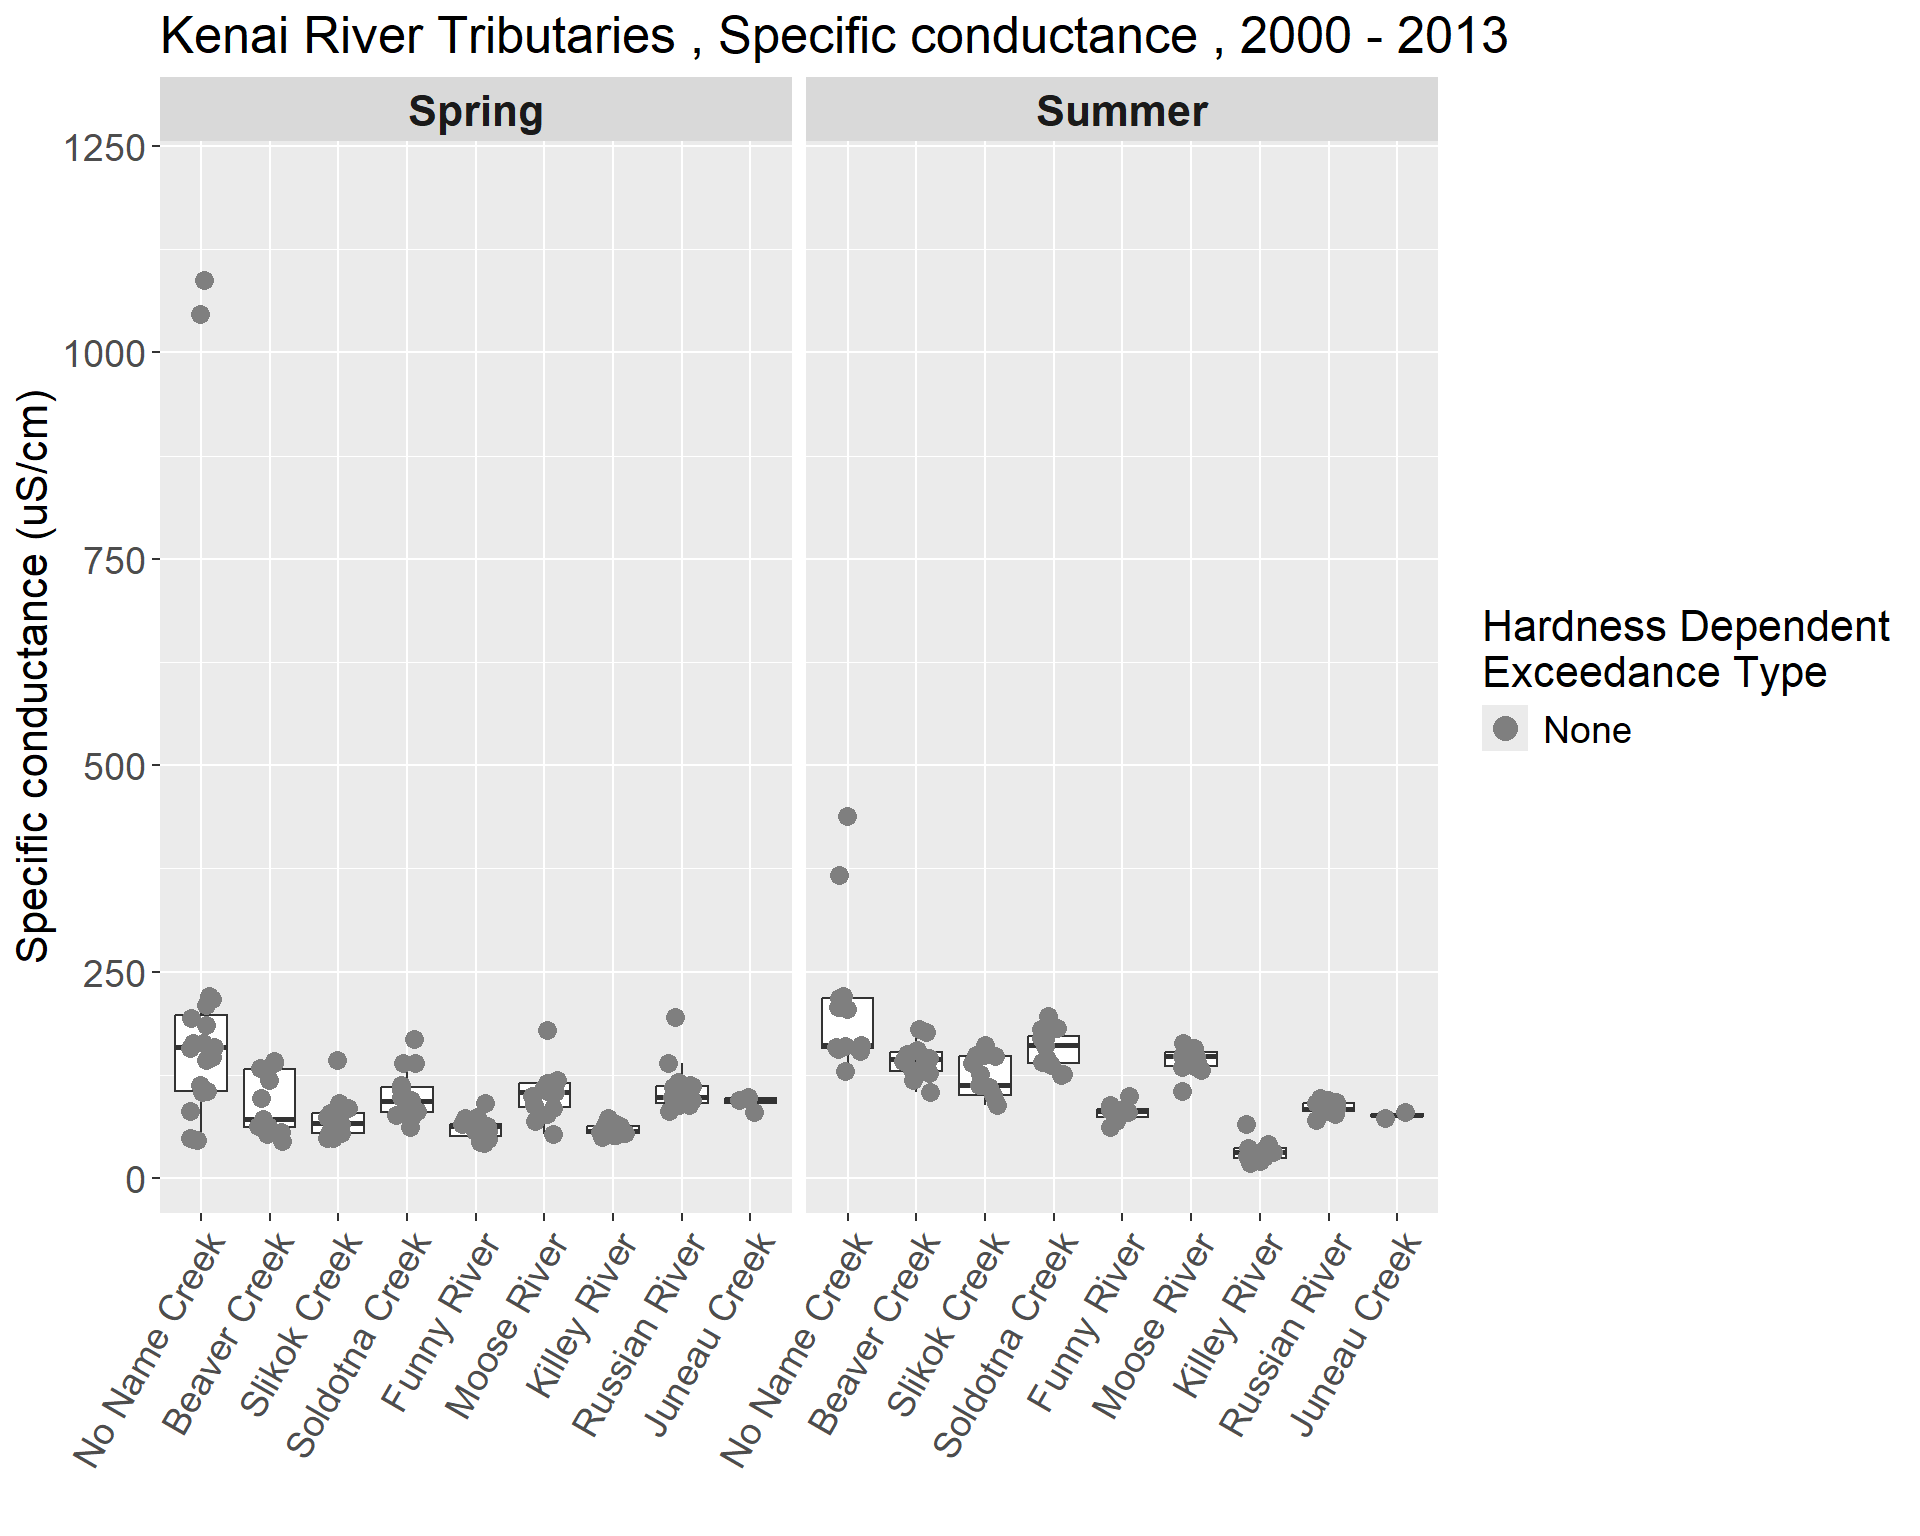 Kenai River Tributaries , Specific conductance , 2000 - 2013
Spring
Summer
Specific conductance (uS/cm)
1250
1000
750
500
250
0
No Name Creek
Beaver Creek
Slikok Creek
Soldotna Creek
Funny River
Moose River
Killey River
Russian River
Juneau Creek
No Name Creek
Beaver Creek
Slikok Creek
Soldotna Creek
Funny River
Moose River
Killey River
Russian River
Juneau Creek
Hardness Dependent
Exceedance Type
None